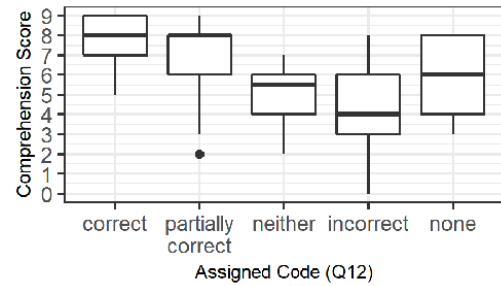 Comprehension Score
9
8
7
6
5
4
3
2
1
0
correct
partially
correct
neither
incorrect
none
Assigned Code (Q12)